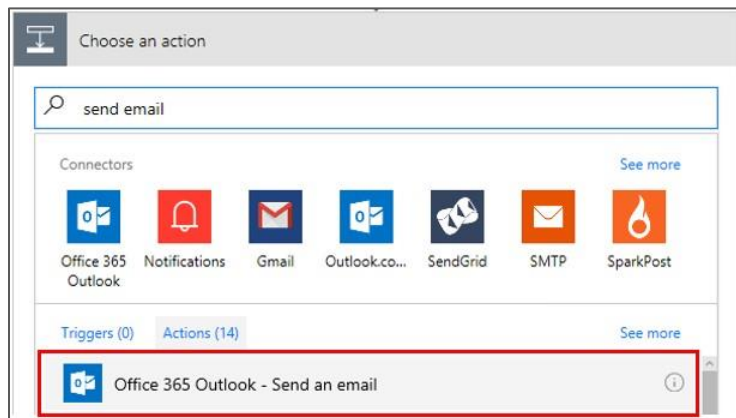 Choose an action
send email
Connectors See more
Office 365 Outlook Notifications Gmail Outlook.co... SendGrid SMTP SparkPost
Triggers (0) Actions (14) See more
Office 365 Outlook - Send an email